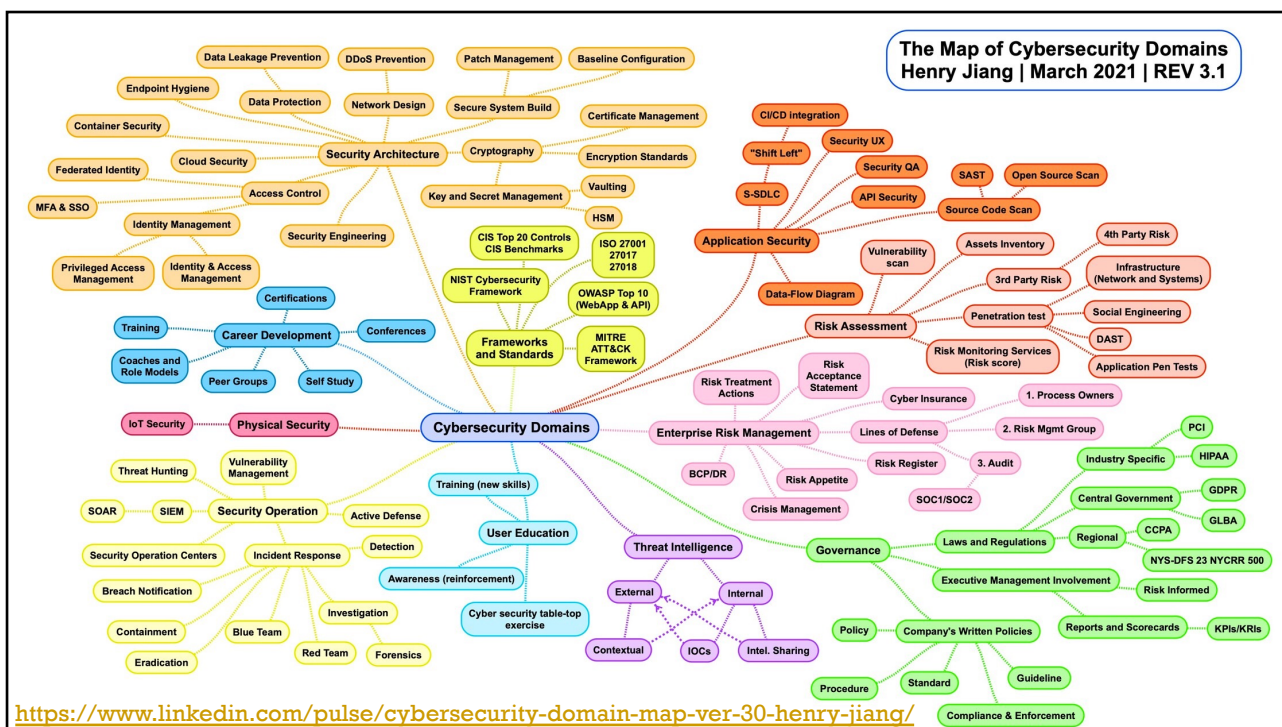 The Map of Cybersecurity Domains
Henry Jiang | March 2021 | REV 3.1
Data Leakage Prevention
DDoS Prevention
Patch Management
Baseline Configuration
Endpoint Hygiene
Data Protection
Network Design
Secure System Build
Container Security
Certificate Management
Cloud Security
Security Architecture
Cryptography
Encryption Standards
Federated Identity
Access Control
Key and Secret Management
Vaulting
HSM
MFA & SSO
Identity Management
Security Engineering
Privileged Access
Management
Identity & Access
Management
CI/CD integration
"Shift Left"
S-SDLC
Security UX
Security QA
API Security
SAST
Open Source Scan
Source Code Scan
Application Security
Data-Flow Diagram
CIS Top 20 Controls
CIS Benchmarks
ISO 27001
27017
27018
NIST Cybersecurity
Framework
OWASP Top 10
(WebApp & API)
Frameworks
and Standards
MITRE
ATT&CK
Framework
Vulnerability
scan
Assets Inventory
4th Party Risk
3rd Party Risk
Infrastructure
(Network and Systems)
Risk Assessment
Penetration test
Social Engineering
DAST
Application Pen Tests
Risk Monitoring Services
(Risk score)
Certifications
Training
Career Development
Conferences
Coaches and
Role Models
Peer Groups
Self Study
IoT Security
Physical Security
Cybersecurity Domains
Risk Treatment
Actions
Risk
Acceptance
Statement
Cyber Insurance
1. Process Owners
Enterprise Risk Management
Lines of Defense
2. Risk Mgmt Group
3. Audit
SOC1/SOC2
BCP/DR
Risk Register
Risk Appetite
Crisis Management
Threat Hunting
Vulnerability
Management
SOAR
SIEM
Security Operation
Active Defense
Security Operation Centers
Incident Response
Detection
Breach Notification
Investigation
Containment
Blue Team
Eradication
Red Team
Forensics
Training (new skills)
User Education
Awareness (reinforcement)
Cyber security table-top
exercise
Threat Intelligence
External
Internal
Contextual
IOCs
Intel. Sharing
Governance
Laws and Regulations
Industry Specific
PCI
HIPAA
Central Government
GDPR
GLBA
Regional
CCPA
NYS-DFS 23 NYCRR 500
Executive Management Involvement
Risk Informed
Reports and Scorecards
KPIs/KRIs
Company's Written Policies
Policy
Procedure
Standard
Guideline
Compliance & Enforcement
https://www.linkedin.com/pulse/cybersecurity-domain-map-ver-30-henry-jiang/